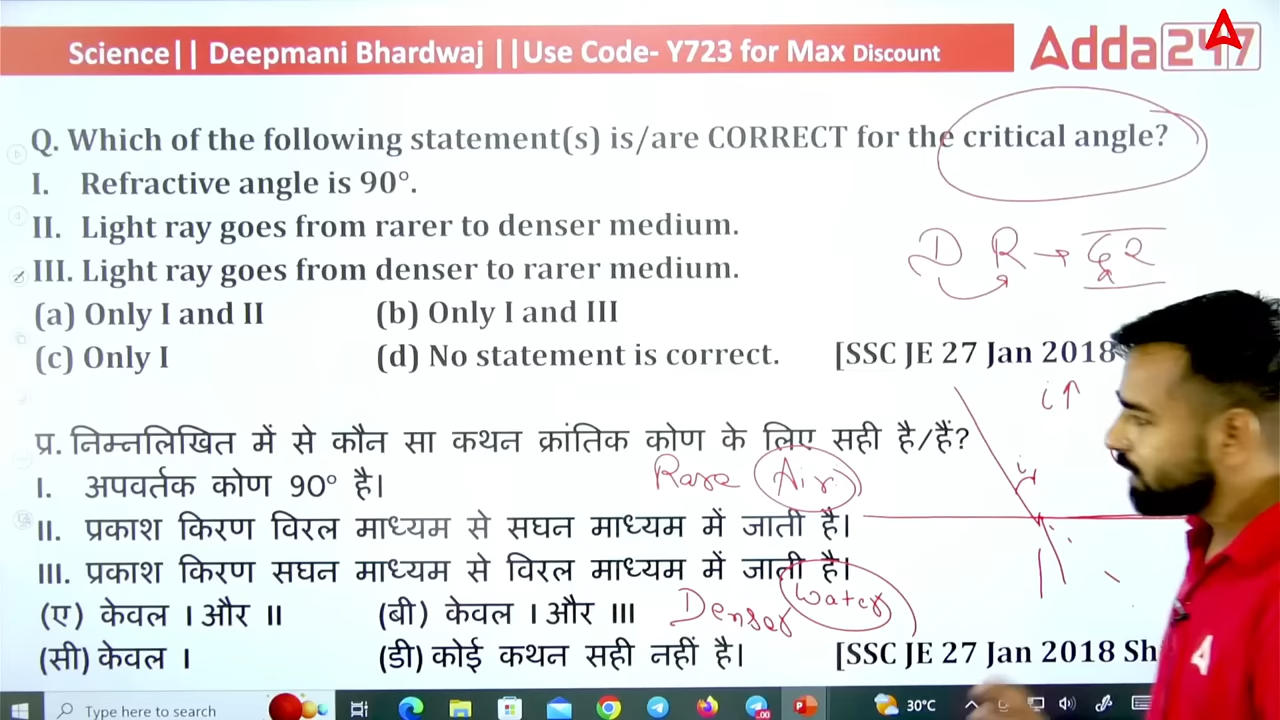 Science|| Deepmani Bhardwaj ||Use Code- Y723 for Max Discount
Adda 247
Q. Which of the following statement(s) is/are CORRECT for the critical angle?
I. Refractive angle is 90°.
II. Light ray goes from rarer to denser medium.
D R →
III. Light ray goes from denser to rarer medium.
(a) Only I and II (b) Only I and III
(c) Only I (d) No statement is correct. [SSC JE 27 Jan 2018
i↑
प्र. निम्नलिखित में से कौन सा कथन क्रांतिक कोण के लिए सही है/हैं?
i
Rare Air
I. अपवर्तक कोण 90° है।
II. प्रकाश किरण विरल माध्यम से सघन माध्यम में जाती है।
III. प्रकाश किरण सघन माध्यम से विरल माध्यम में जाती है।
Denser Water
(ए) केवल I और II (बी) केवल I और III
(सी) केवल I (डी) कोई कथन सही नहीं है। [SSC JE 27 Jan 2018 Sh
Type here to search 30°C